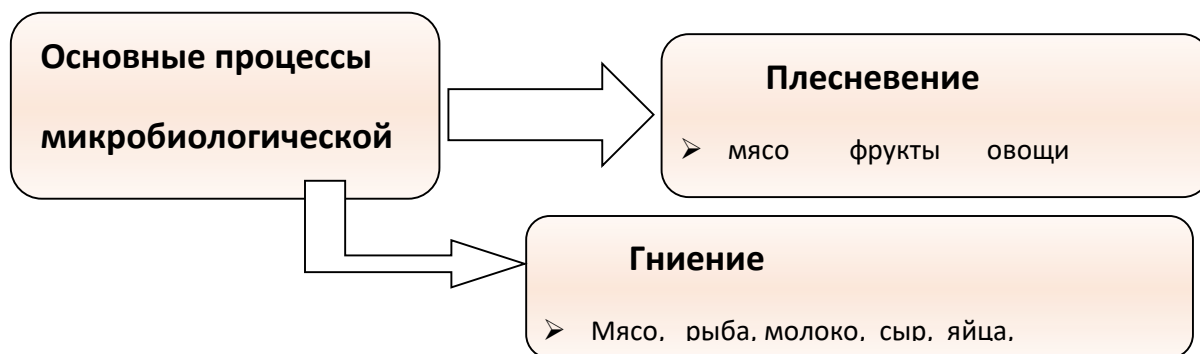 Основные процессы
микробиологической
Плесневение
➢ мясо фрукты овощи
Гниение
➢ Мясо, рыба, молоко, сыр, яйца,